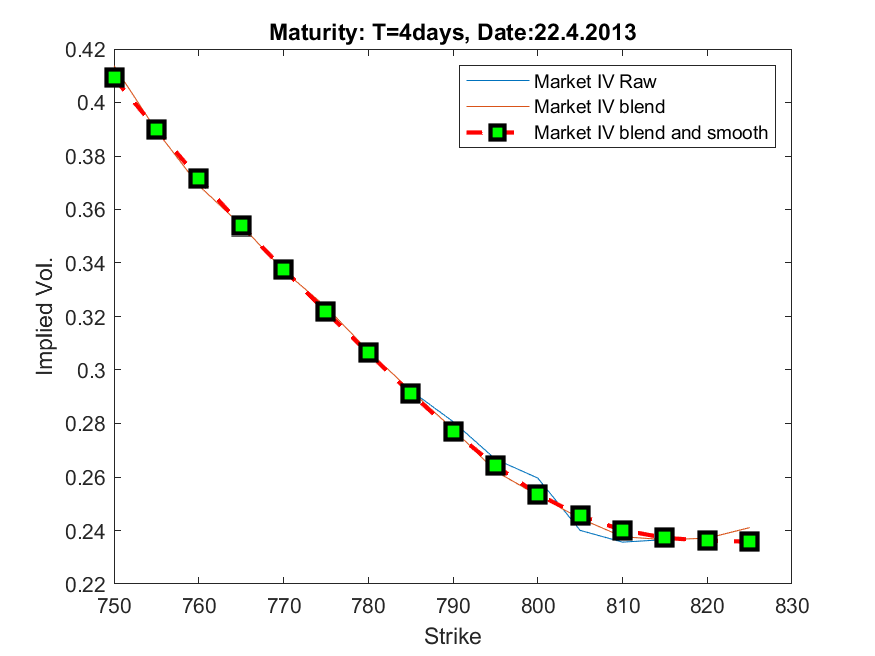 Maturity: T=4days, Date:22.4.2013
0.42
0.4
0.38
0.36
0.34
0.32
0.3
0.28
0.26
0.24
0.22
Implied Vol.
Market IV Raw
Market IV blend
Market IV blend and smooth
750 760 770 780 790 800 810 820 830
Strike